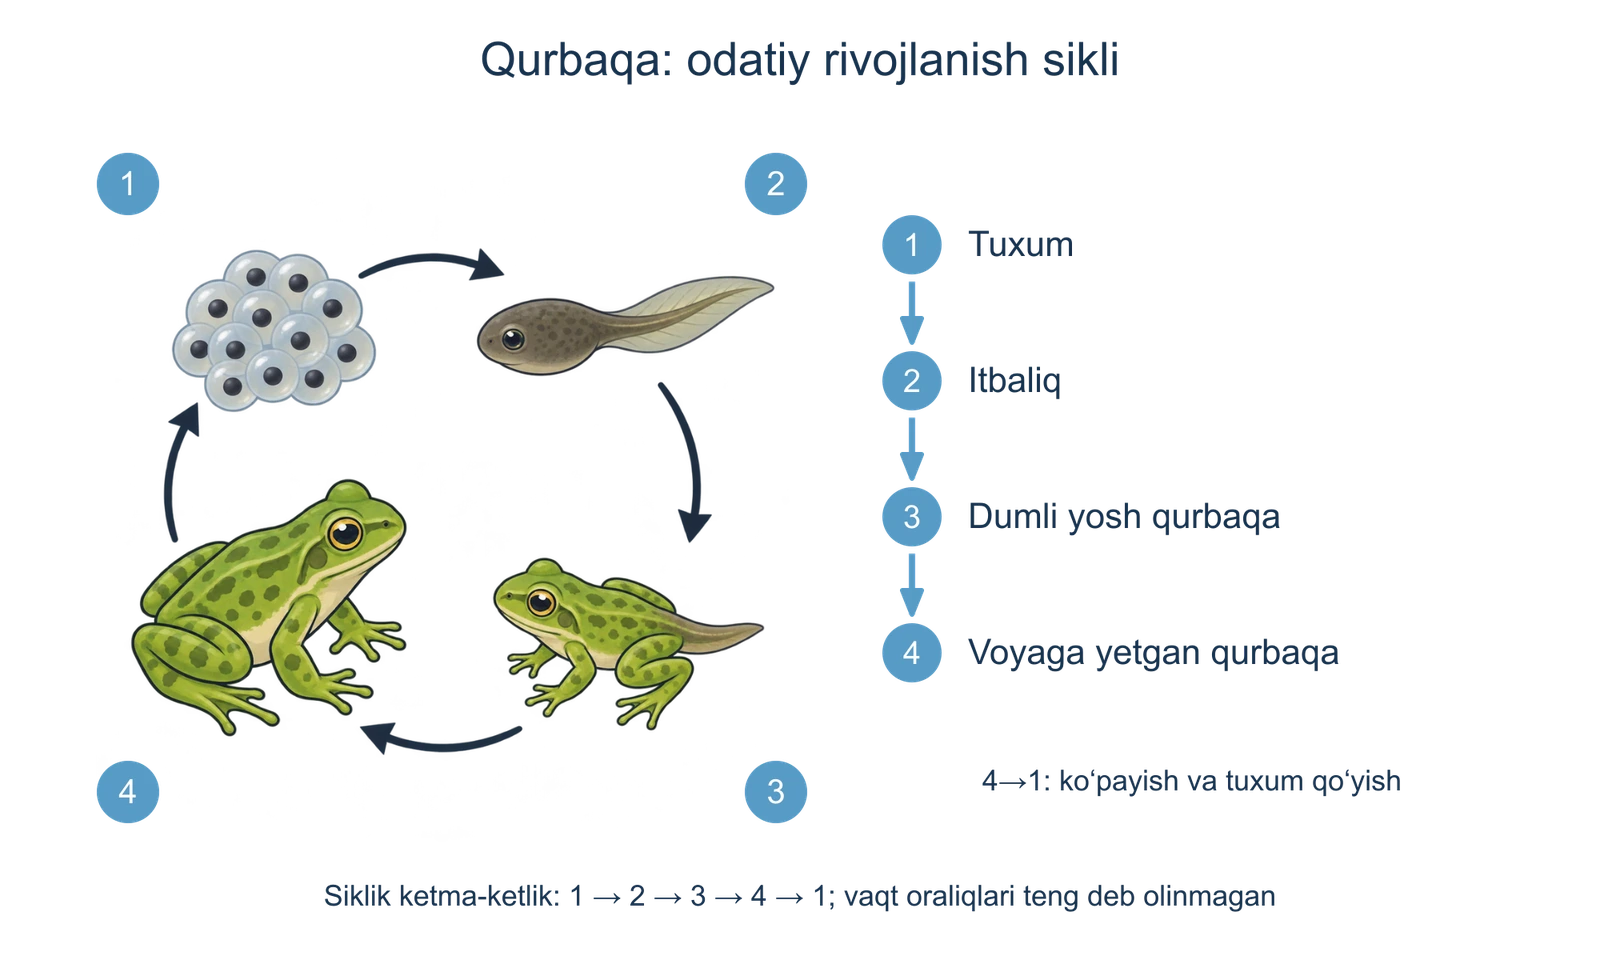 Qurbaqa: odatiy rivojlanish sikli
1
2
1 Tuxum
2 Itbaliq
3 Dumli yosh qurbaqa
4 Voyaga yetgan qurbaqa
4
3
4→1: ko‘payish va tuxum qo‘yish
Siklik ketma-ketlik: 1 → 2 → 3 → 4 → 1; vaqt oraliqlari teng deb olinmagan